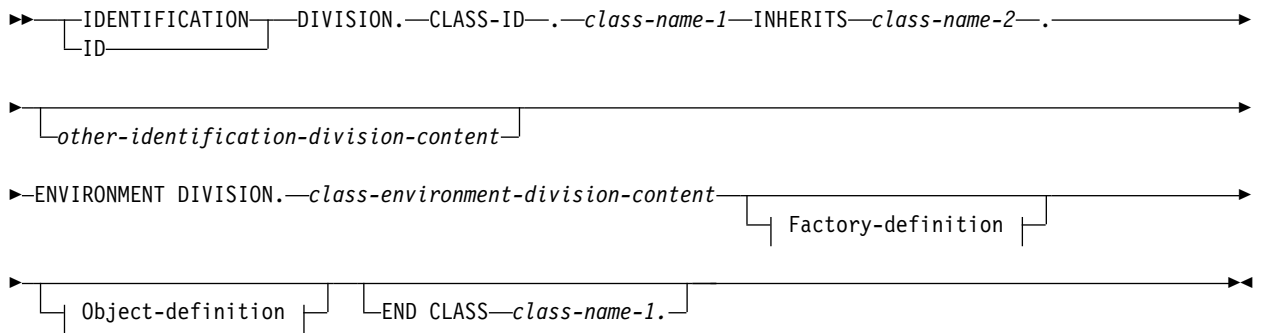 IDENTIFICATION DIVISION. CLASS-ID . class-name-1 INHERITS class-name-2 .
ID
other-identification-division-content
ENVIRONMENT DIVISION. class-environment-division-content
Factory-definition
Object-definition END CLASS class-name-1.